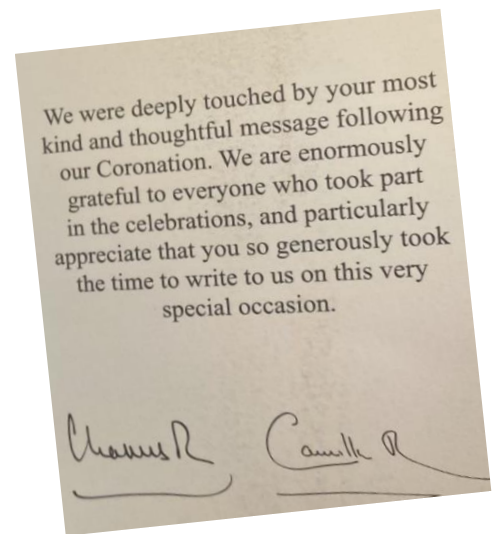 We were deeply touched by your most
kind and thoughtful message following
our Coronation. We are enormously
grateful to everyone who took part
in the celebrations, and particularly
appreciate that you so generously took
the time to write to us on this very
special occasion.
Charles R Camilla R